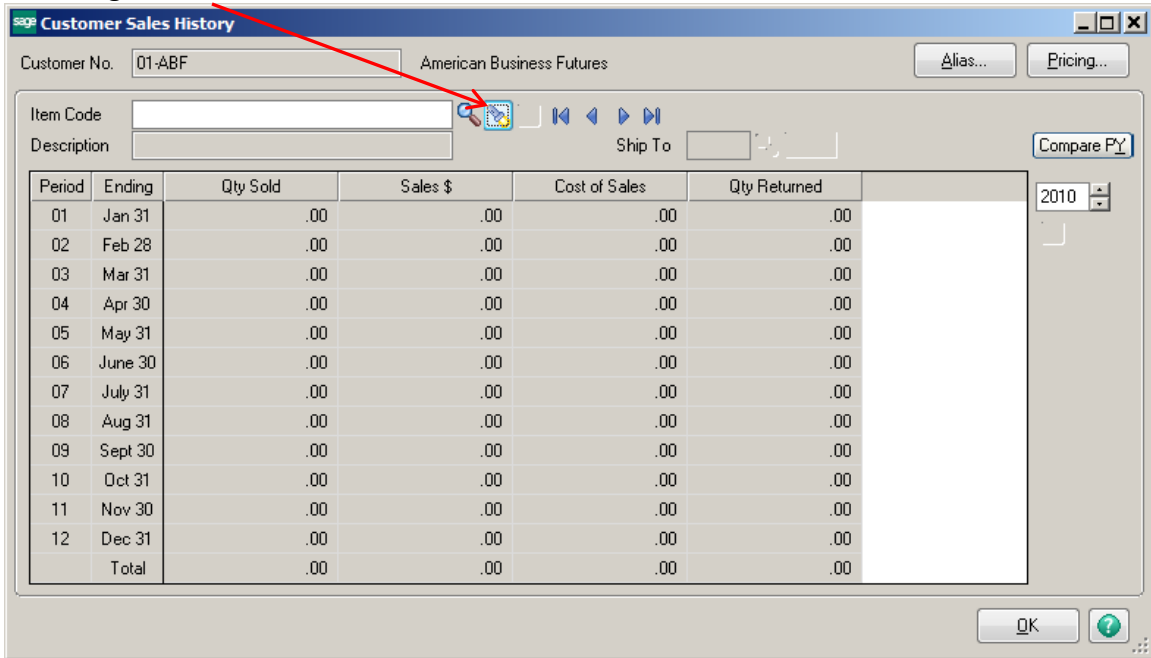 sage Customer Sales History
Customer No. 01-ABF American Business Futures Alias... Pricing...
Item Code
Description Ship To Compare PY
Period Ending Qty Sold Sales $ Cost of Sales Qty Returned
2010
01 Jan 31 .00 .00 .00 .00
02 Feb 28 .00 .00 .00 .00
03 Mar 31 .00 .00 .00 .00
04 Apr 30 .00 .00 .00 .00
05 May 31 .00 .00 .00 .00
06 June 30 .00 .00 .00 .00
07 July 31 .00 .00 .00 .00
08 Aug 31 .00 .00 .00 .00
09 Sept 30 .00 .00 .00 .00
10 Oct 31 .00 .00 .00 .00
11 Nov 30 .00 .00 .00 .00
12 Dec 31 .00 .00 .00 .00
Total .00 .00 .00 .00
OK ?